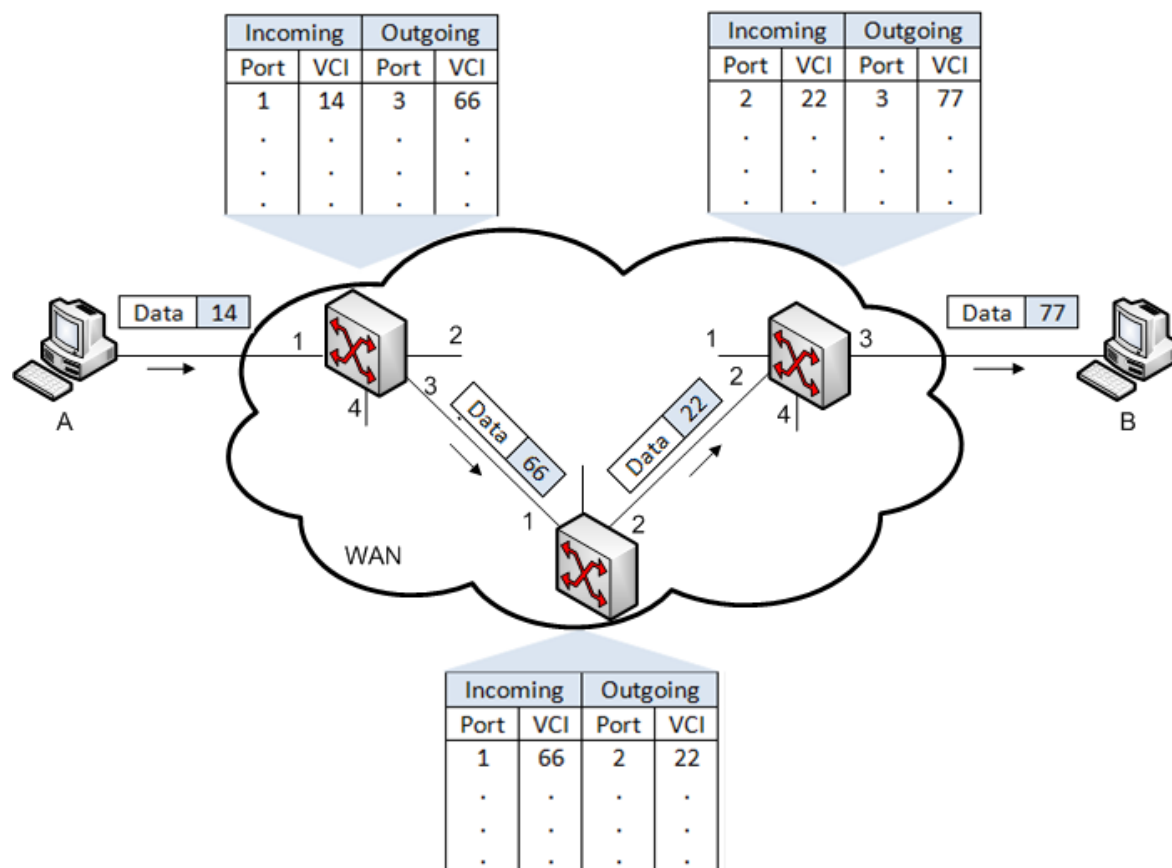 Incoming Outgoing
Port VCI Port VCI
1 14 3 66
. . . .
. . . .
. . . .
Incoming Outgoing
Port VCI Port VCI
2 22 3 77
. . . .
. . . .
. . . .
Data 14
Data 77
1 2
3
4
A
1
2
3
4
B
Data 66
Data 22
1 2
WAN
Incoming Outgoing
Port VCI Port VCI
1 66 2 22
. . . .
. . . .
. . . .